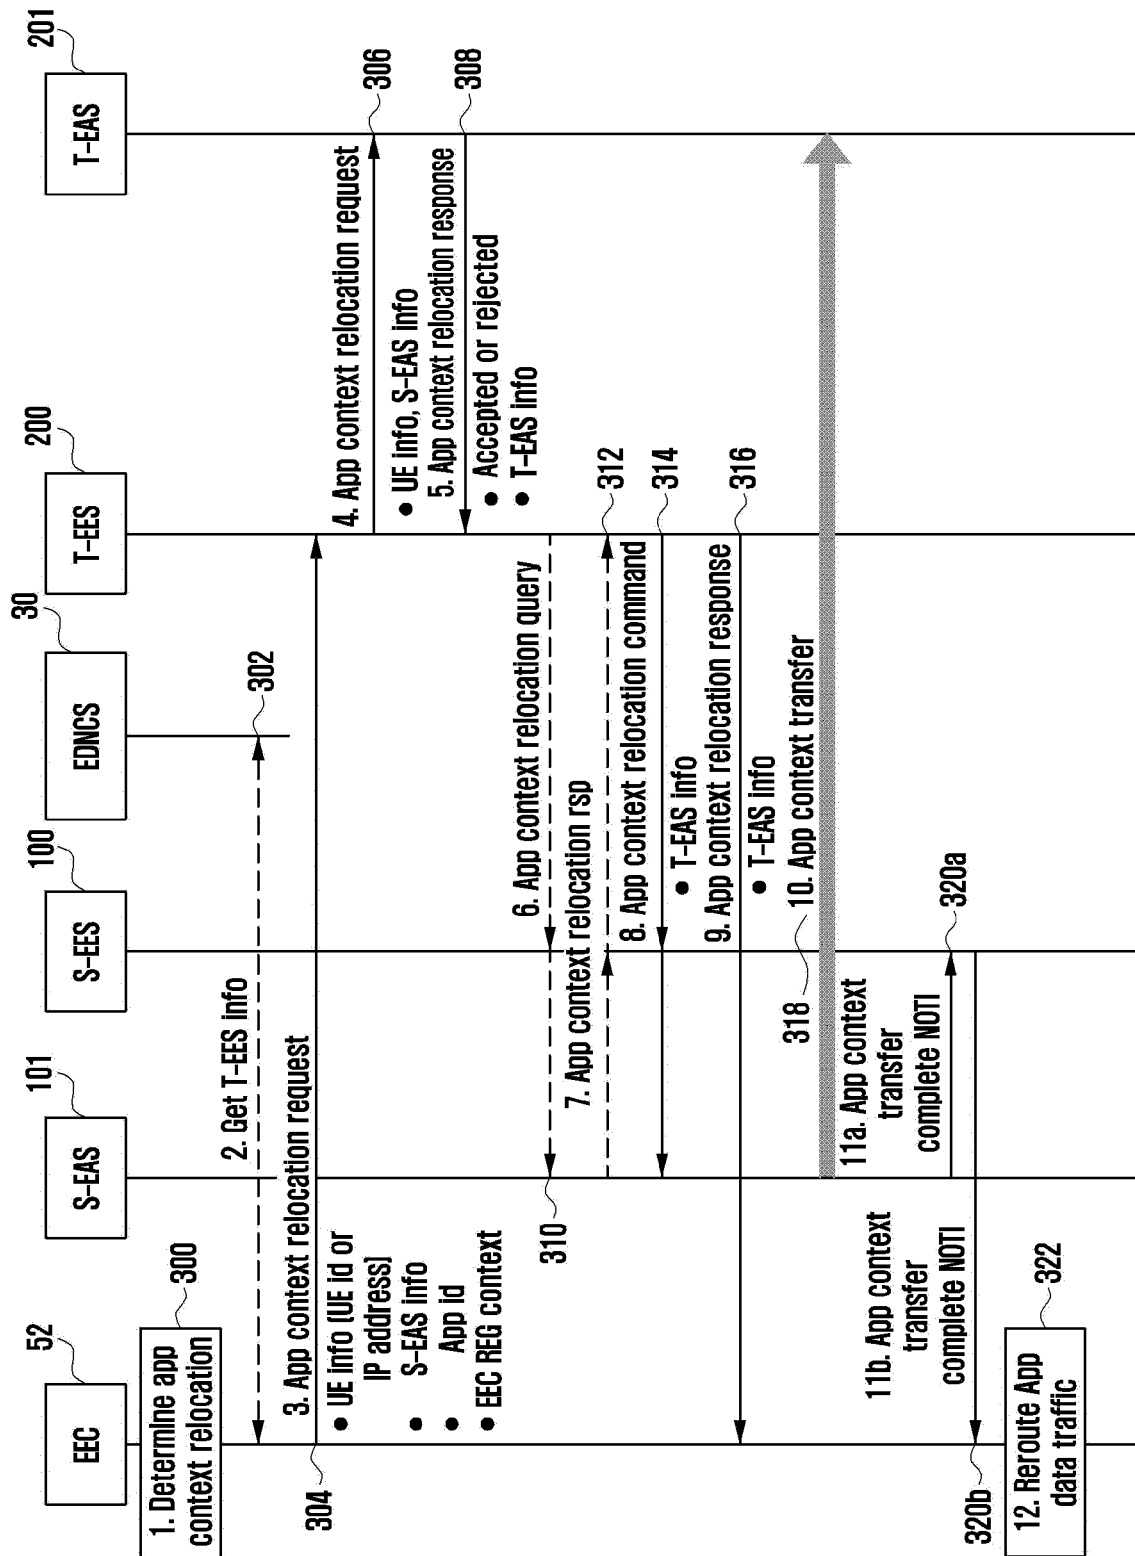 52
101
100
30
200
201
EEC
S-EAS
S-EES
EDNCS
T-EES
T-EAS
1. Determine app
context relocation
300
2. Get T-EES info
302
3. App context relocation request
304
● UE info (UE id or
IP address)
● S-EAS info
● App id
● EEC REG context
4. App context relocation request
306
● UE info, S-EAS info
5. App context relocation response
308
● Accepted or rejected
● T-EAS info
6. App context relocation query
310
7. App context relocation rsp
312
8. App context relocation command
314
● T-EAS info
9. App context relocation response
316
● T-EAS info
318
10. App context transfer
11a. App context
transfer
complete NOTI
320a
11b. App context
transfer
complete NOTI
320b
12. Reroute App
data traffic
322